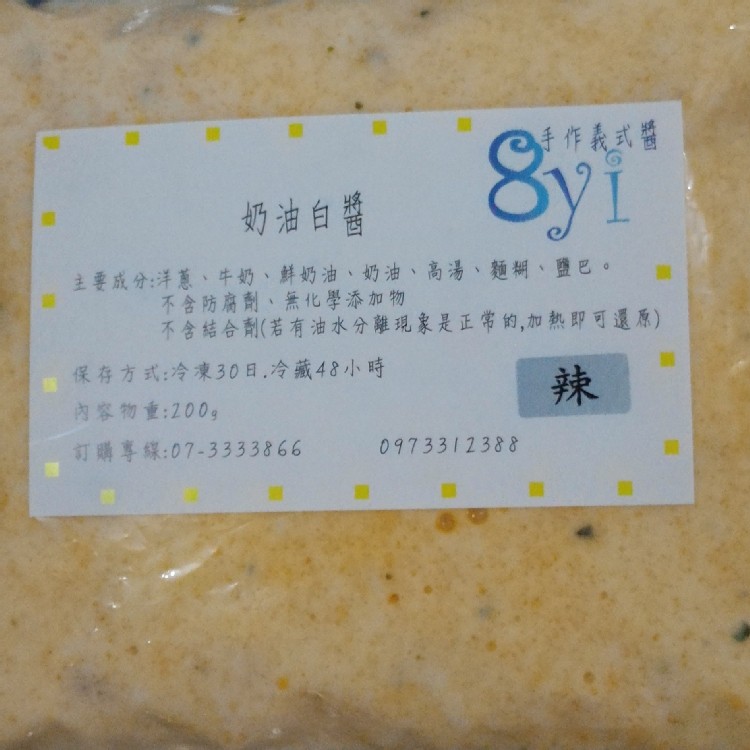 手作義式醬
8yi
奶油白醬
主要成分:洋蔥、牛奶、鮮奶油、奶油、高湯、麵糊、鹽巴。
不含防腐劑、無化學添加物
不含結合劑(若有油水分離現象是正常的,加熱即可還原)
保存方式:冷凍30日.冷藏48小時
辣
內容物重:200g
訂購專線:07-3333866 0973312388